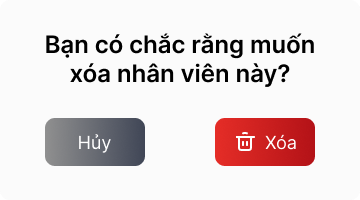 Bạn có chắc rằng muốn
xóa nhân viên này?
Hủy
Xóa